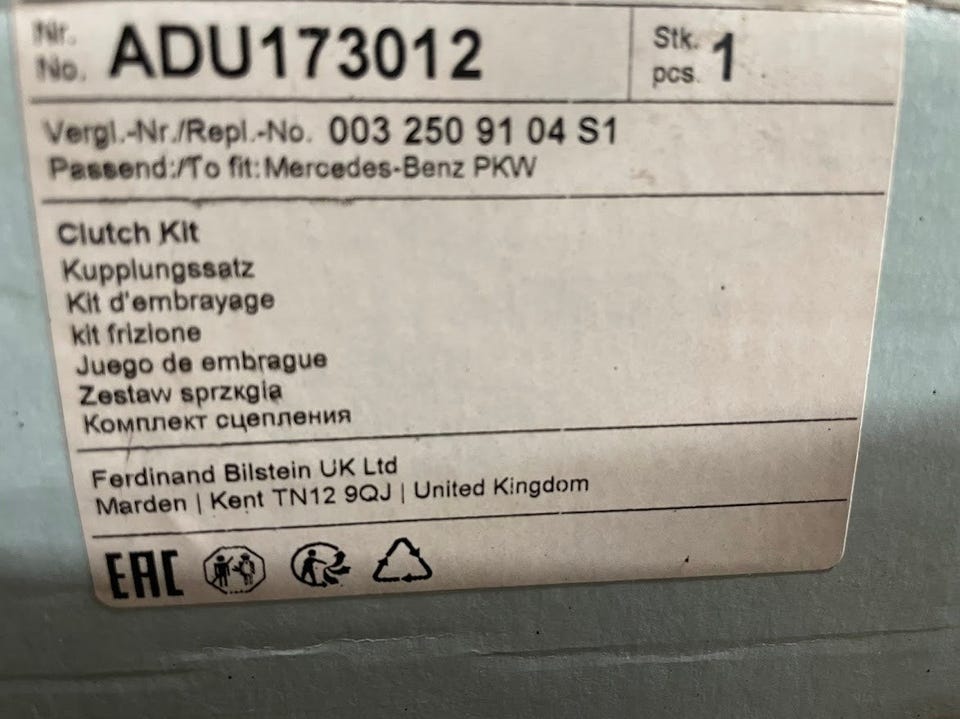 Nr. ADU173012 Stk. 1
No. pcs.
Vergl.-Nr./Repl.-No. 003 250 91 04 S1
Passend:/To fit: Mercedes-Benz PKW
Clutch Kit
Kupplungssatz
Kit d'embrayage
kit frizione
Juego de embrague
Zestaw sprzкgіa
Комплект сцепления
Ferdinand Bilstein UK Ltd
Marden | Kent TN12 9QJ | United Kingdom
EAC